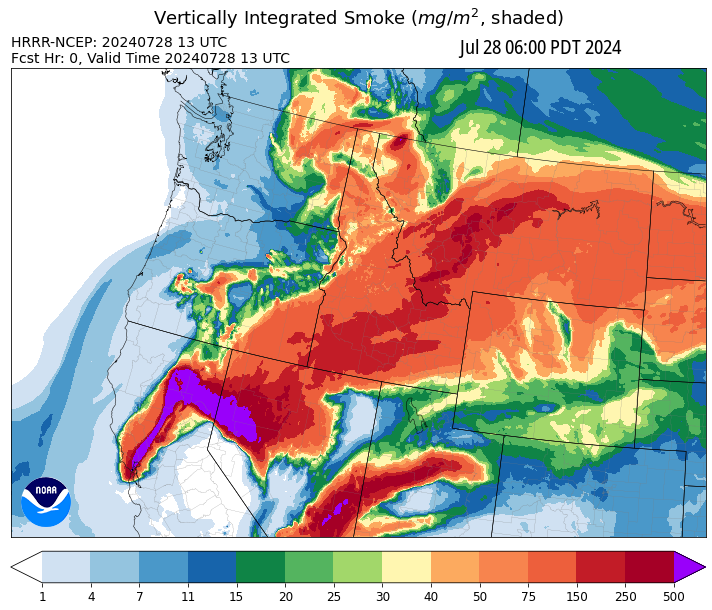 Vertically Integrated Smoke (mg/m², shaded)
HRRR-NCEP: 20240728 13 UTC
Fcst Hr: 0, Valid Time 20240728 13 UTC
Jul 28 06:00 PDT 2024
NOAA
1 4 7 11 15 20 25 30 40 50 75 150 250 500